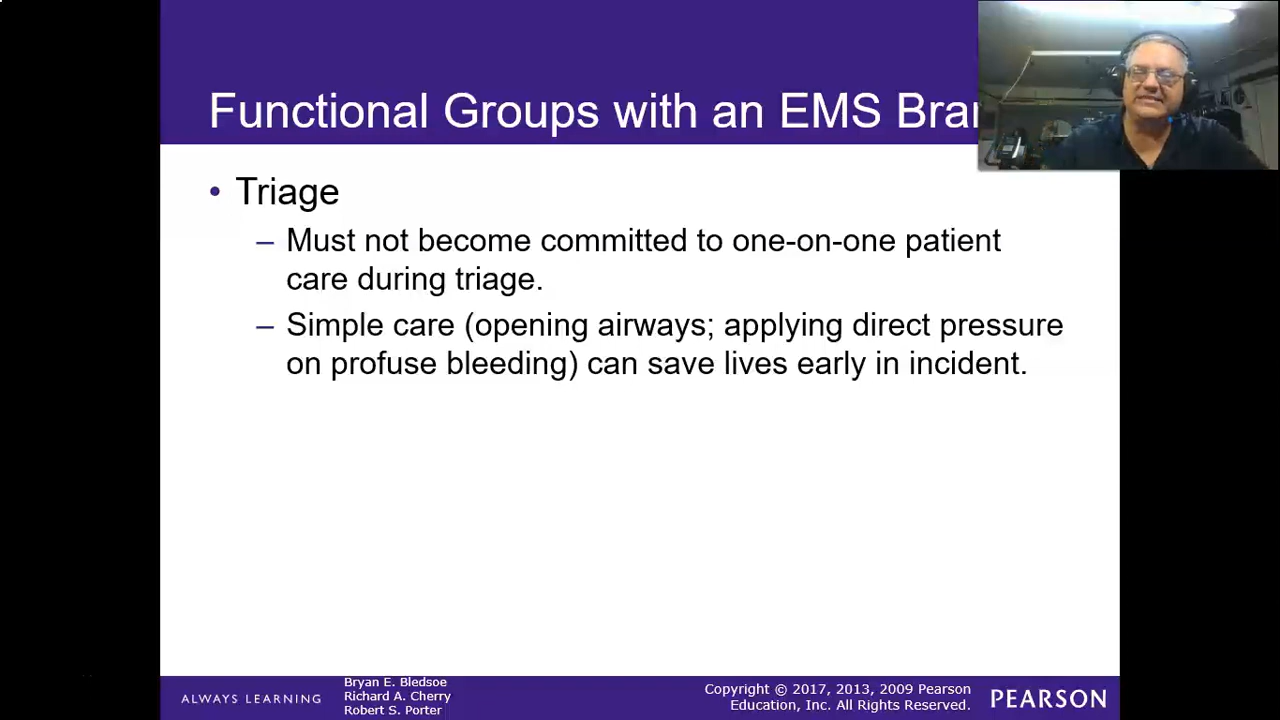 Functional Groups with an EMS
• Triage
– Must not become committed to one-on-one patient
care during triage.
– Simple care (opening airways; applying direct pressure
on profuse bleeding) can save lives early in incident.
ALWAYS LEARNING
Bryan E. Bledsoe
Richard A. Cherry
Robert S. Porter
Copyright © 2017, 2013, 2009 Pearson
Education, Inc. All Rights Reserved.
PEARSON